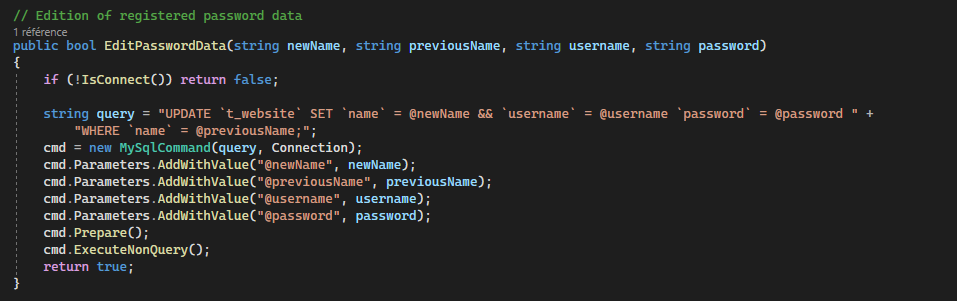 // Edition of registered password data
1 référence
public bool EditPasswordData(string newName, string previousName, string username, string password)
{
if (!IsConnect()) return false;
string query = "UPDATE `t_website` SET `name` = @newName && `username` = @username `password` = @password " +
"WHERE `name` = @previousName;";
cmd = new MySqlCommand(query, Connection);
cmd.Parameters.AddWithValue("@newName", newName);
cmd.Parameters.AddWithValue("@previousName", previousName);
cmd.Parameters.AddWithValue("@username", username);
cmd.Parameters.AddWithValue("@password", password);
cmd.Prepare();
cmd.ExecuteNonQuery();
return true;
}